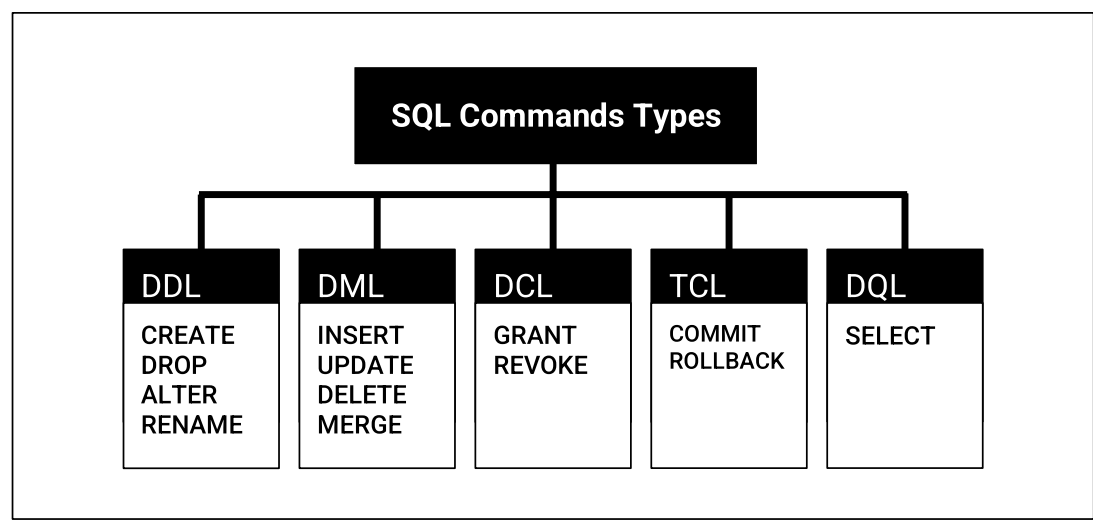 SQL Commands Types
DDL
CREATE
DROP
ALTER
RENAME
DML
INSERT
UPDATE
DELETE
MERGE
DCL
GRANT
REVOKE
TCL
COMMIT
ROLLBACK
DQL
SELECT